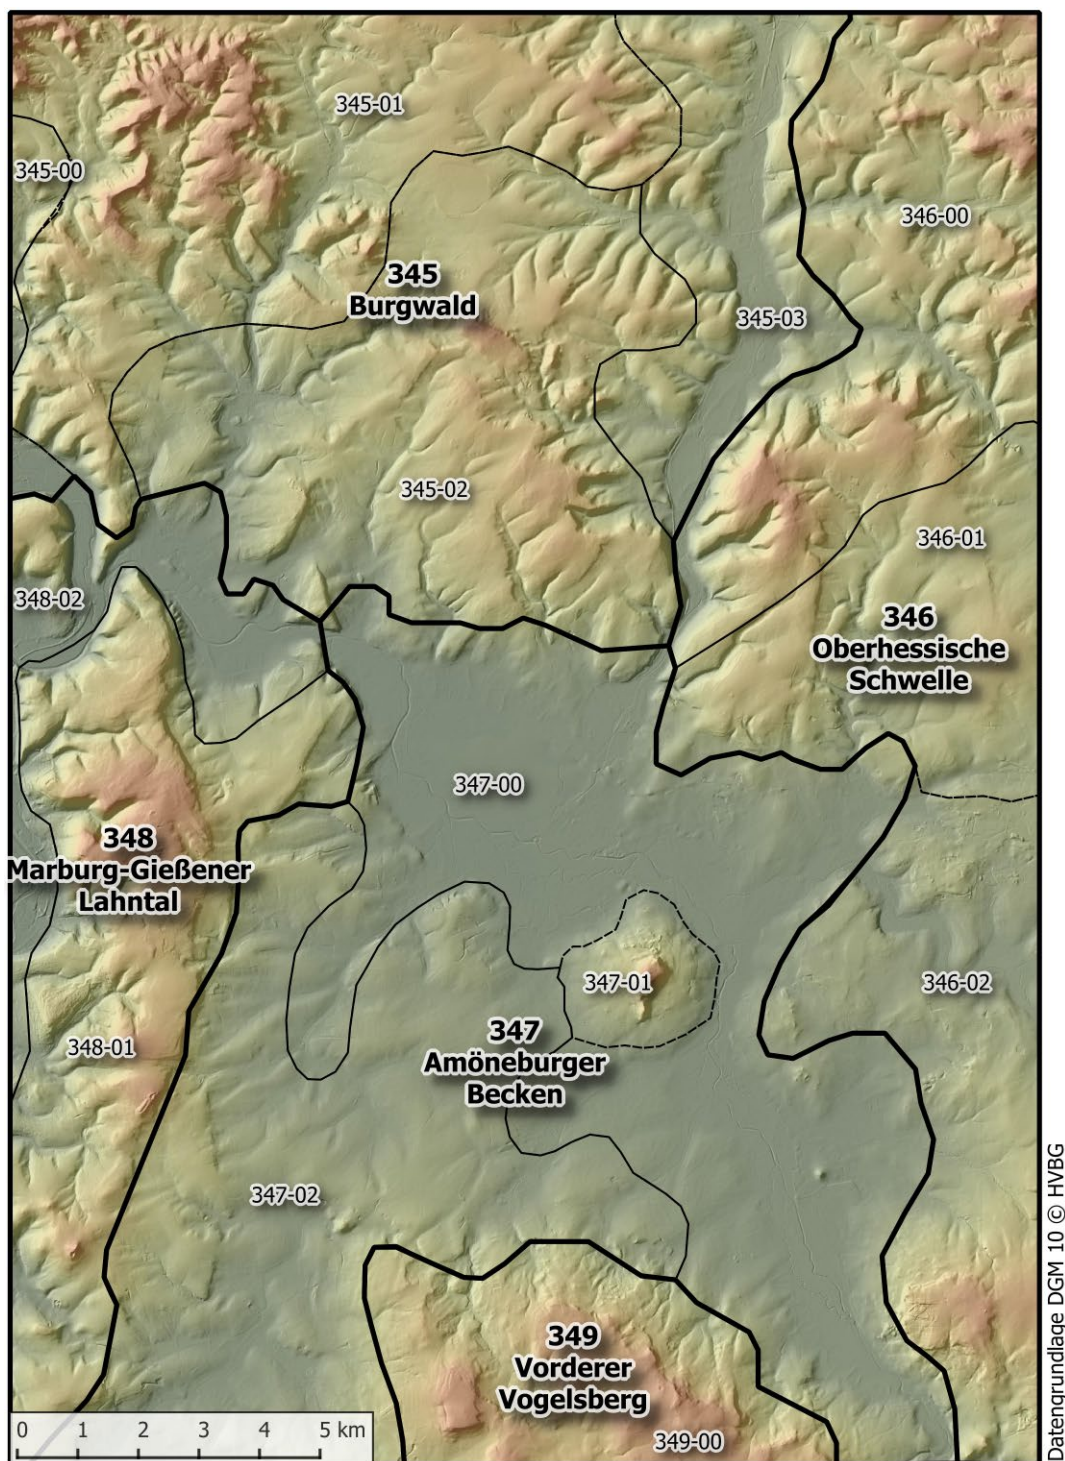 345-01
345-00
346-00
345
Burgwald
345-03
345-02
346-01
348-02
346
Oberhessische
Schwelle
347-00
348
Marburg-Gießener
Lahntal
347-01
346-02
347
Amöneburger
Becken
348-01
347-02
349
Vorderer
Vogelsberg
349-00
0 1 2 3 4 5 km
Datengrundlage DGM 10 © HVBG